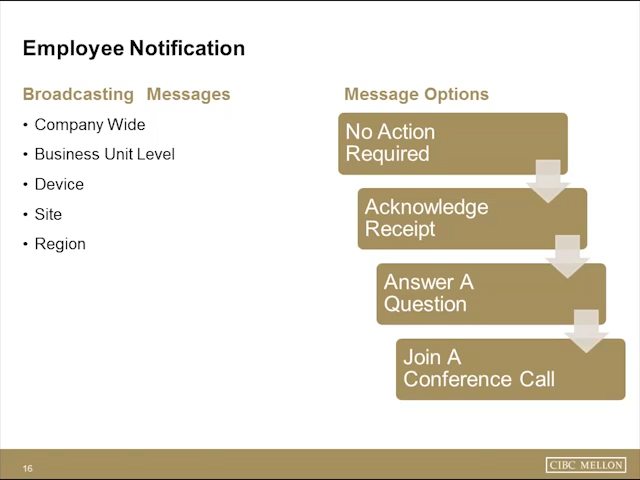 Employee Notification
Broadcasting Messages
• Company Wide
• Business Unit Level
• Device
• Site
• Region
Message Options
No Action
Required
Acknowledge
Receipt
Answer A
Question
Join A
Conference Call
16
CIBC MELLON